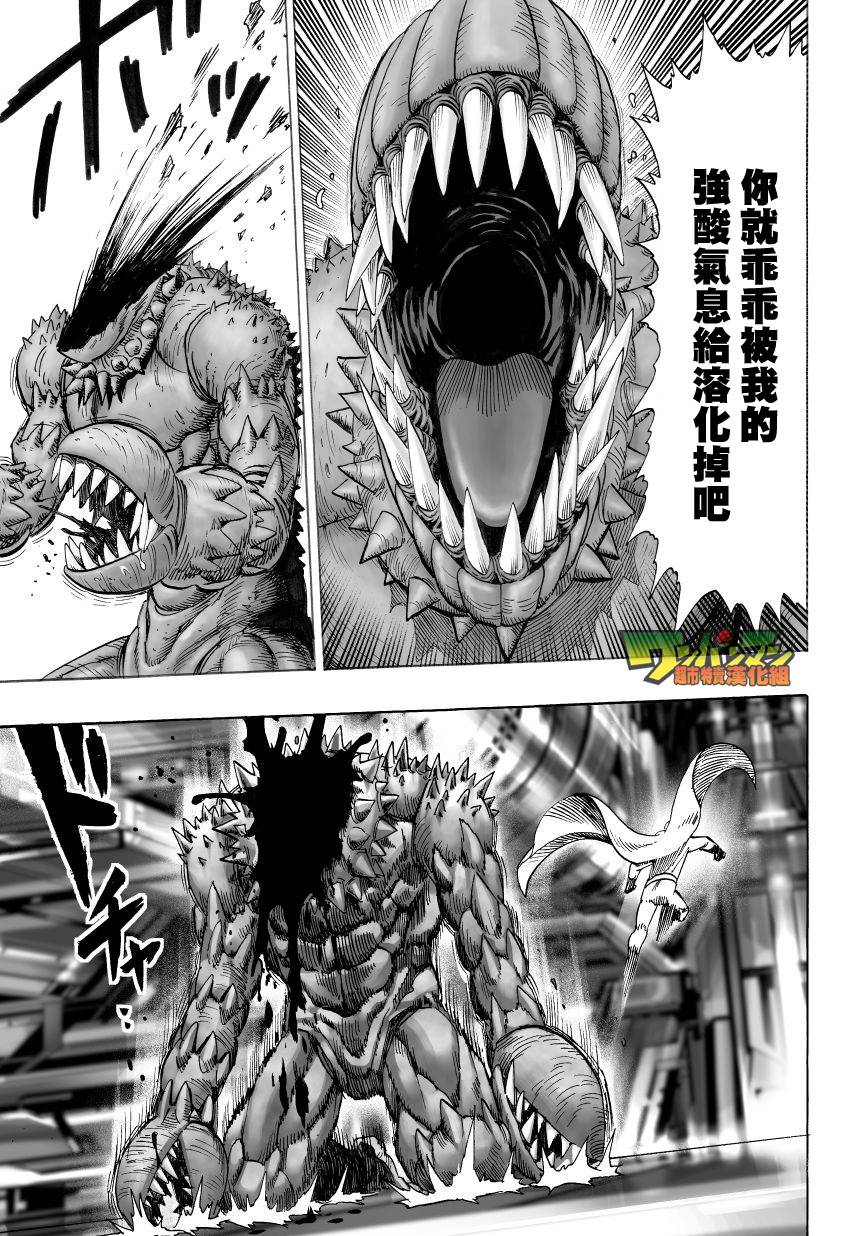 你就乖乖被我的
強酸氣息給溶化掉吧
ワンパンマン
超市特賣漢化組
ボッ
ドチャ